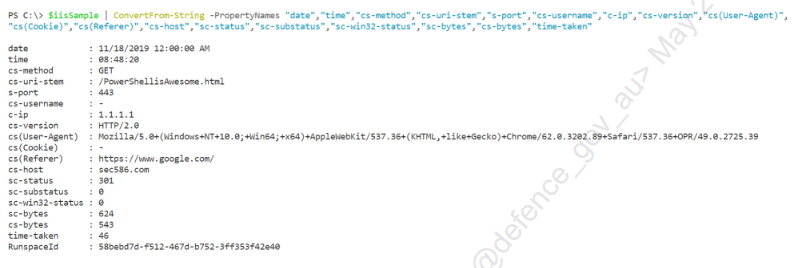 PS C:\> $iisSample | ConvertFrom-String -PropertyNames "date","time","cs-method","cs-uri-stem","s-port","cs-username","c-ip","cs-version","cs(User-Agent)",
"cs(Cookie)","cs(Referer)","cs-host","sc-status","sc-substatus","sc-win32-status","sc-bytes","cs-bytes","time-taken"
date : 11/18/2019 12:00:00 AM
time : 08:48:20
cs-method : GET
cs-uri-stem : /PowerShellisAwesome.html
s-port : 443
cs-username : -
c-ip : 1.1.1.1
cs-version : HTTP/2.0
cs(User-Agent) : Mozilla/5.0+(Windows+NT+10.0;+Win64;+x64)+AppleWebKit/537.36+(KHTML,+like+Gecko)+Chrome/62.0.3202.89+Safari/537.36+OPR/49.0.2725.39
cs(Cookie) : -
cs(Referer) : https://www.google.com/
cs-host : sec586.com
sc-status : 301
sc-substatus : 0
sc-win32-status : 0
sc-bytes : 624
cs-bytes : 543
time-taken : 46
RunspaceId : 58bebd7d-f512-467d-b752-3ff353f42e40
@defence_gov_au> May 2